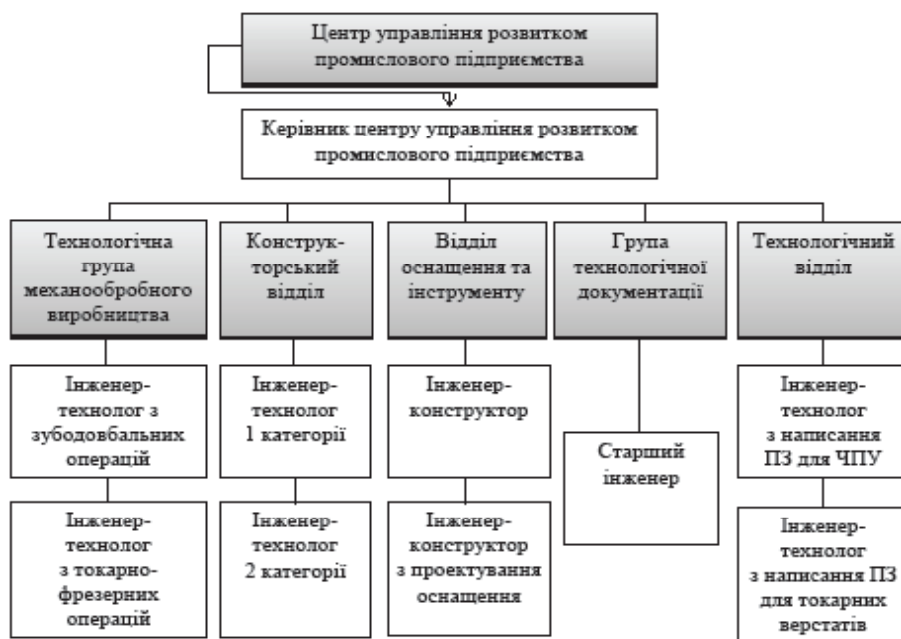 Центр управління розвитком
промислового підприємства
Керівник центру управління розвитком
промислового підприємства
Технологічна
група
механообробного
виробництва
Конструк-
торський
відділ
Відділ
оснащення та
інструменту
Група
технологічної
документації
Технологічний
відділ
Інженер-
технолог з
зубодовбальних
операцій
Інженер-
технолог
1 категорії
Інженер-
конструктор
Старший
інженер
Інженер-
технолог
з написання
ПЗ для ЧПУ
Інженер-
технолог
з токарно-
фрезерних
операцій
Інженер-
технолог
2 категорії
Інженер-
конструктор
з проектування
оснащення
Інженер-
технолог
з написання ПЗ
для токарних
верстатів